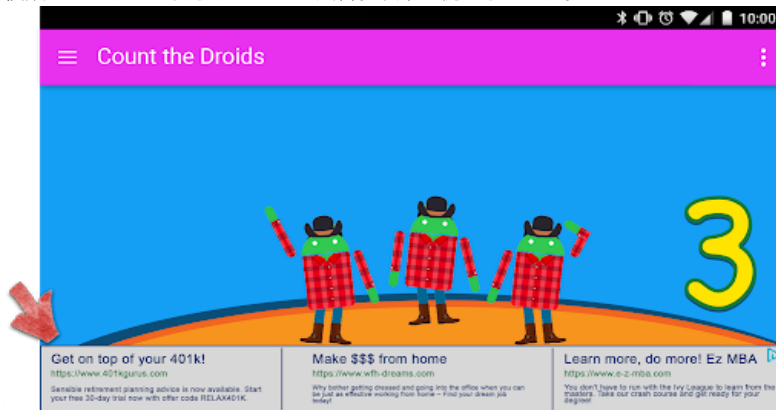 10:00
Count the Droids
3
Get on top of your 401k!
https://www.401kgurus.com
Sensible retirement planning advice is now available. Start
your free 30-day trial now with offer code RELAX401K.
Make $$$ from home
https://www.wfh-dreams.com
Why bother getting dressed and going into the office when you can
be just as effective working from home – Find your dream job
today!
Learn more, do more! Ez MBA
https://www.e-z-mba.com
You don't have to run with the Ivy League to learn from the
masters. Take our crash course and get ready for your
degree!